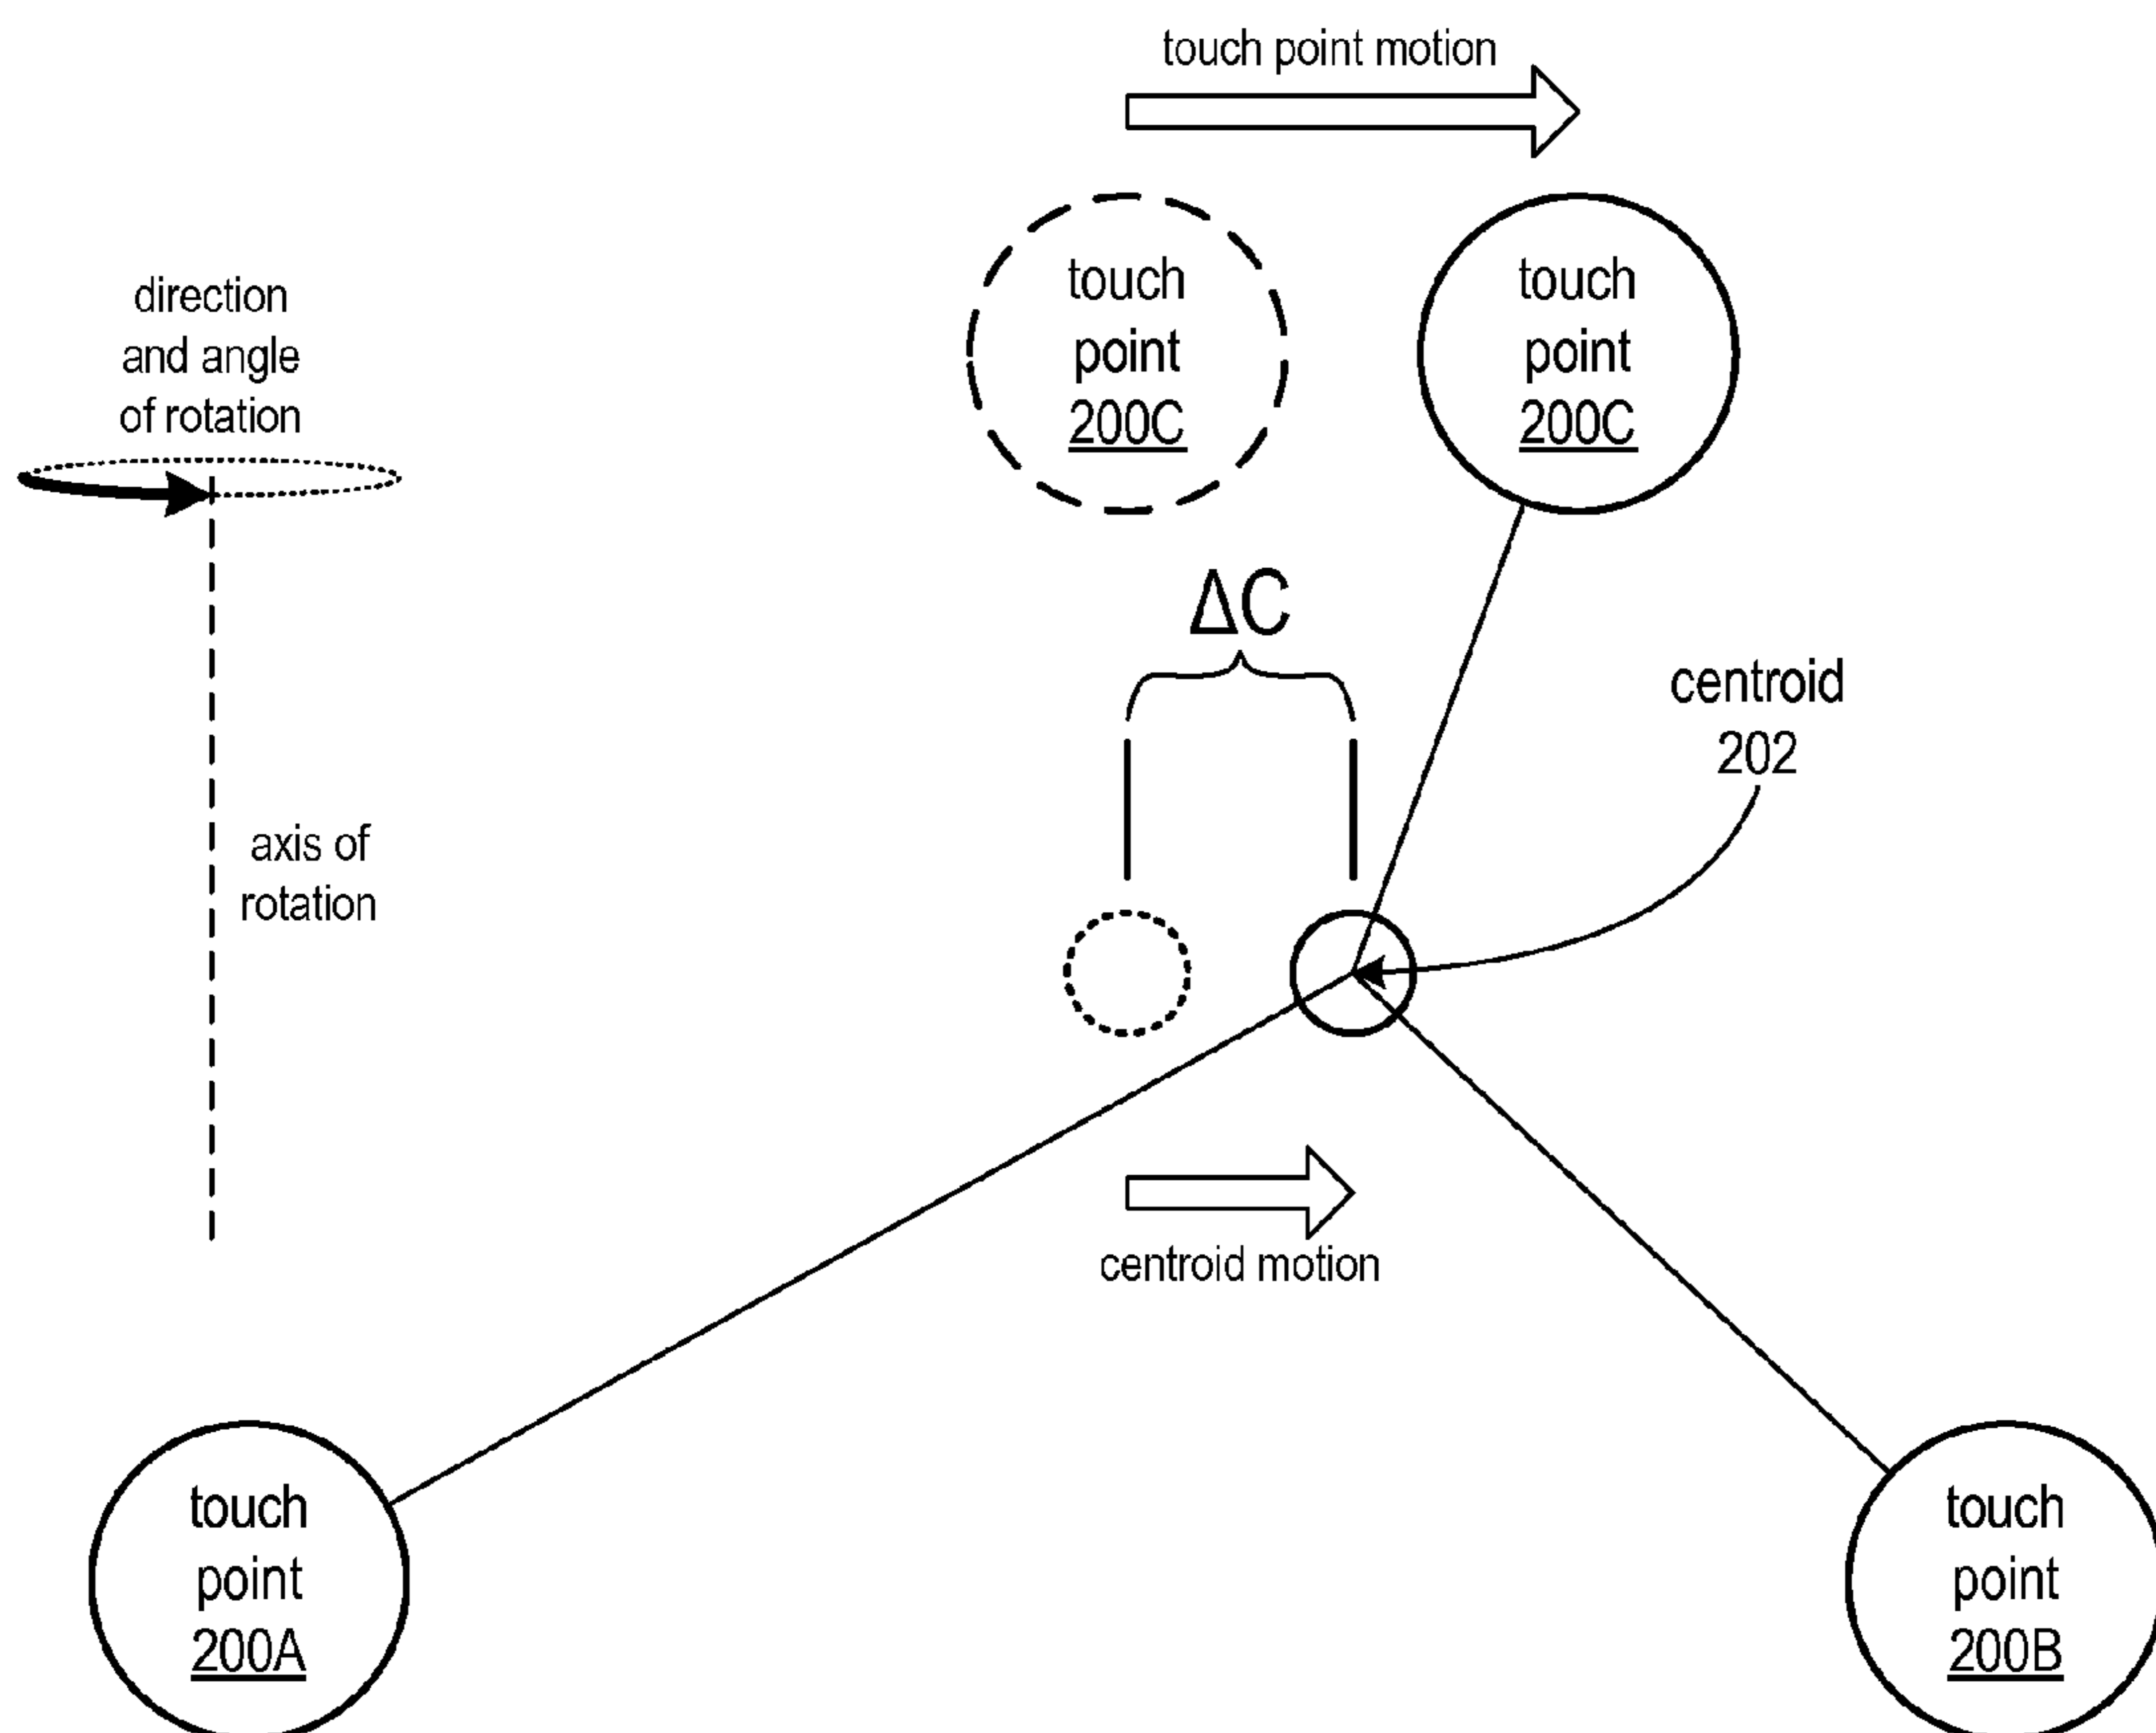 touch point motion
direction
and angle
of rotation
touch
point
200C
touch
point
200C
ΔC
centroid
202
axis of
rotation
centroid motion
touch
point
200A
touch
point
200B